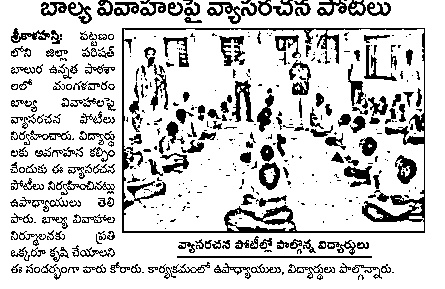 బాల్య వివాహాలపై వ్యాసరచన పోటీలు
శ్రీకాళహస్తి: పట్టణం
లోని జిల్లా పరిషత్
బాలుర ఉన్నత పాఠశా
లలో మంగళవారం
బాల్య వివాహాలపై
వ్యాసరచన పోటీలు
నిర్వహించారు. విద్యార్థు
లకు అవగాహన కల్పిం
చేందుకు ఈ వ్యాసరచన
పోటీలు నిర్వహించినట్లు
ఉపాధ్యాయులు తెలి
పారు. బాల్య వివాహాల
నిర్మూలనకు ప్రతి
ఒక్కరూ కృషి చేయాలని
ఈ సందర్భంగా వారు కోరారు. కార్యక్రమంలో ఉపాధ్యాయులు, విద్యార్థులు పాల్గొన్నారు.
వ్యాసరచన పోటీల్లో పాల్గొన్న విద్యార్థులు